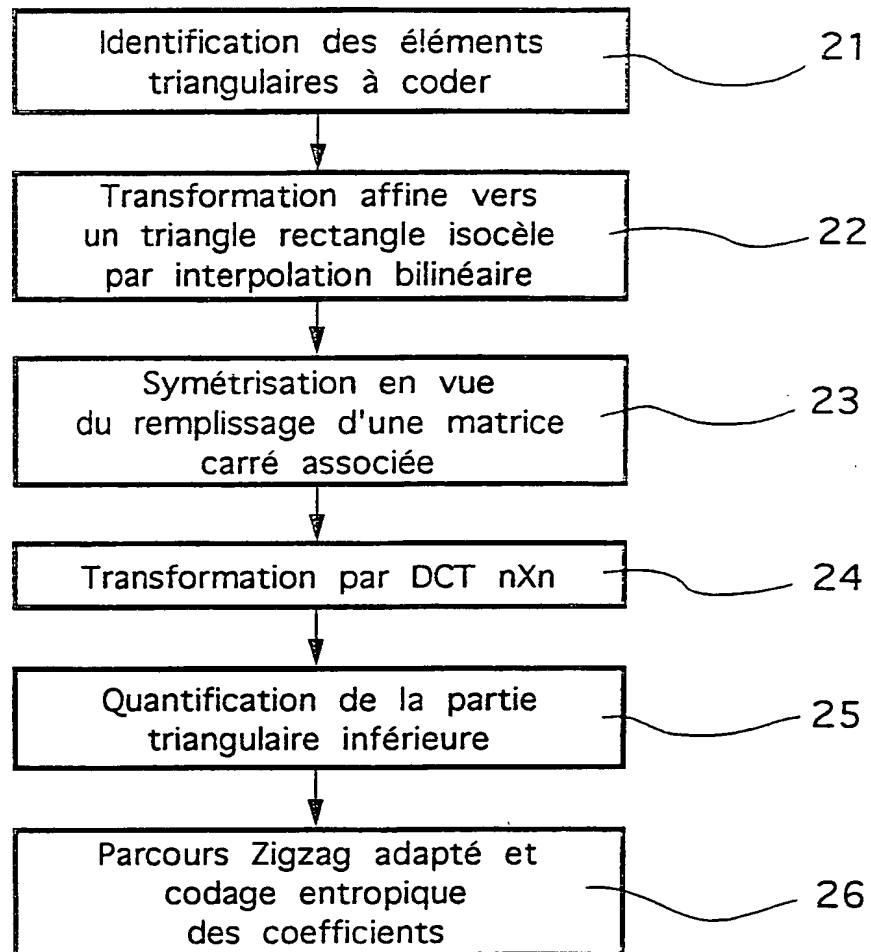 Identification des éléments
triangulaires à coder
21
Transformation affine vers
un triangle rectangle isocèle
par interpolation bilinéaire
22
Symétrisation en vue
du remplissage d'une matrice
carré associée
23
Transformation par DCT nXn
24
Quantification de la partie
triangulaire inférieure
25
Parcours Zigzag adapté et
codage entropique
des coefficients
26